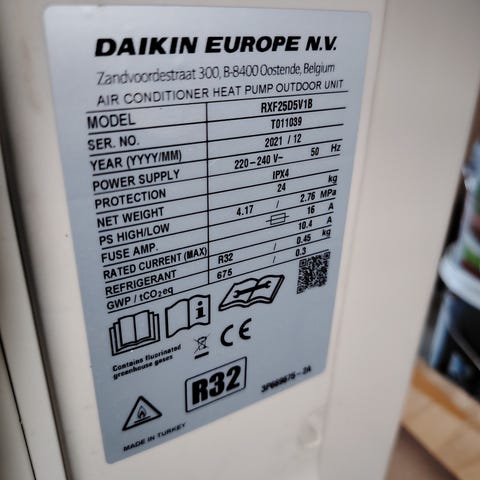 DAIKIN EUROPE N.V.
Zandvoordestraat 300, B-8400 Oostende, Belgium
AIR CONDITIONER HEAT PUMP OUTDOOR UNIT
MODEL RXF25D5V1B
SER. NO. T011039
YEAR (YYYY/MM) 2021 / 12
POWER SUPPLY 220-240 V~ 50 Hz
PROTECTION IPX4
NET WEIGHT 24 kg
PS HIGH/LOW 4.17 / 2.76 MPa
FUSE AMP. 16 A
RATED CURRENT (MAX) 10.4 A
REFRIGERANT R32 / 0.45 kg
GWP / tCO₂eq 675 / 0.3
i
Contains fluorinated
greenhouse gases
CE
R32
3P669675-2A
MADE IN TURKEY